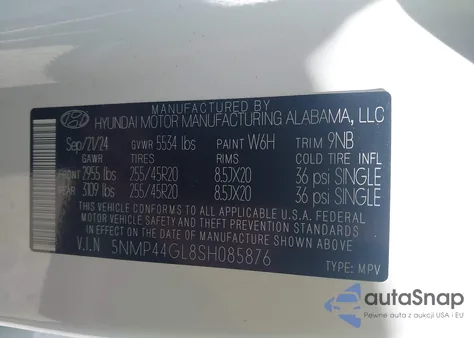 MANUFACTURED BY
HYUNDAI MOTOR MANUFACTURING ALABAMA, LLC
Sep/21/24 GVWR 5534 lbs PAINT W6H TRIM 9NB
GAWR TIRES RIMS COLD TIRE INFL
FRONT 2955 lbs 255/45R20 8.5JX20 36 psi SINGLE
REAR 3109 lbs 255/45R20 8.5JX20 36 psi SINGLE
THIS VEHICLE CONFORMS TO ALL APPLICABLE U.S.A. FEDERAL
MOTOR VEHICLE SAFETY, BUMPER, AND THEFT PREVENTION
STANDARDS IN EFFECT ON THE DATE OF MANUFACTURE SHOWN ABOVE.
V.I.N 5NMP44GL8SH085876
TYPE: MPV
autoSnap
Pewne auta z aukcji USA i EU